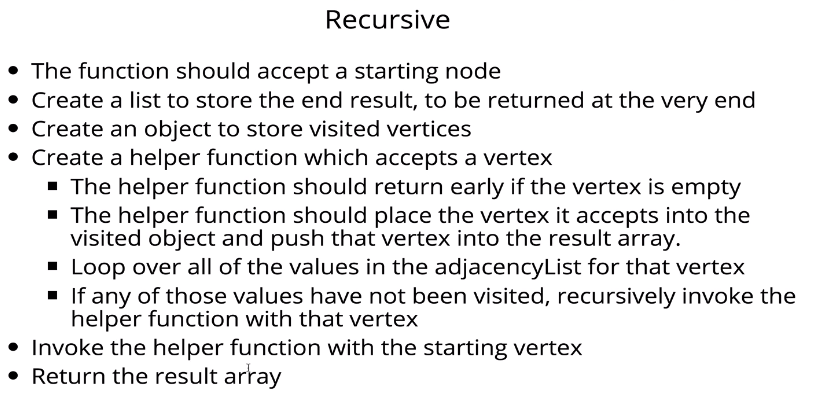 Recursive
The function should accept a starting node
Create a list to store the end result, to be returned at the very end
Create an object to store visited vertices
Create a helper function which accepts a vertex
The helper function should return early if the vertex is empty
The helper function should place the vertex it accepts into the
visited object and push that vertex into the result array.
Loop over all of the values in the adjacencyList for that vertex
If any of those values have not been visited, recursively invoke the
helper function with that vertex
Invoke the helper function with the starting vertex
Return the result array